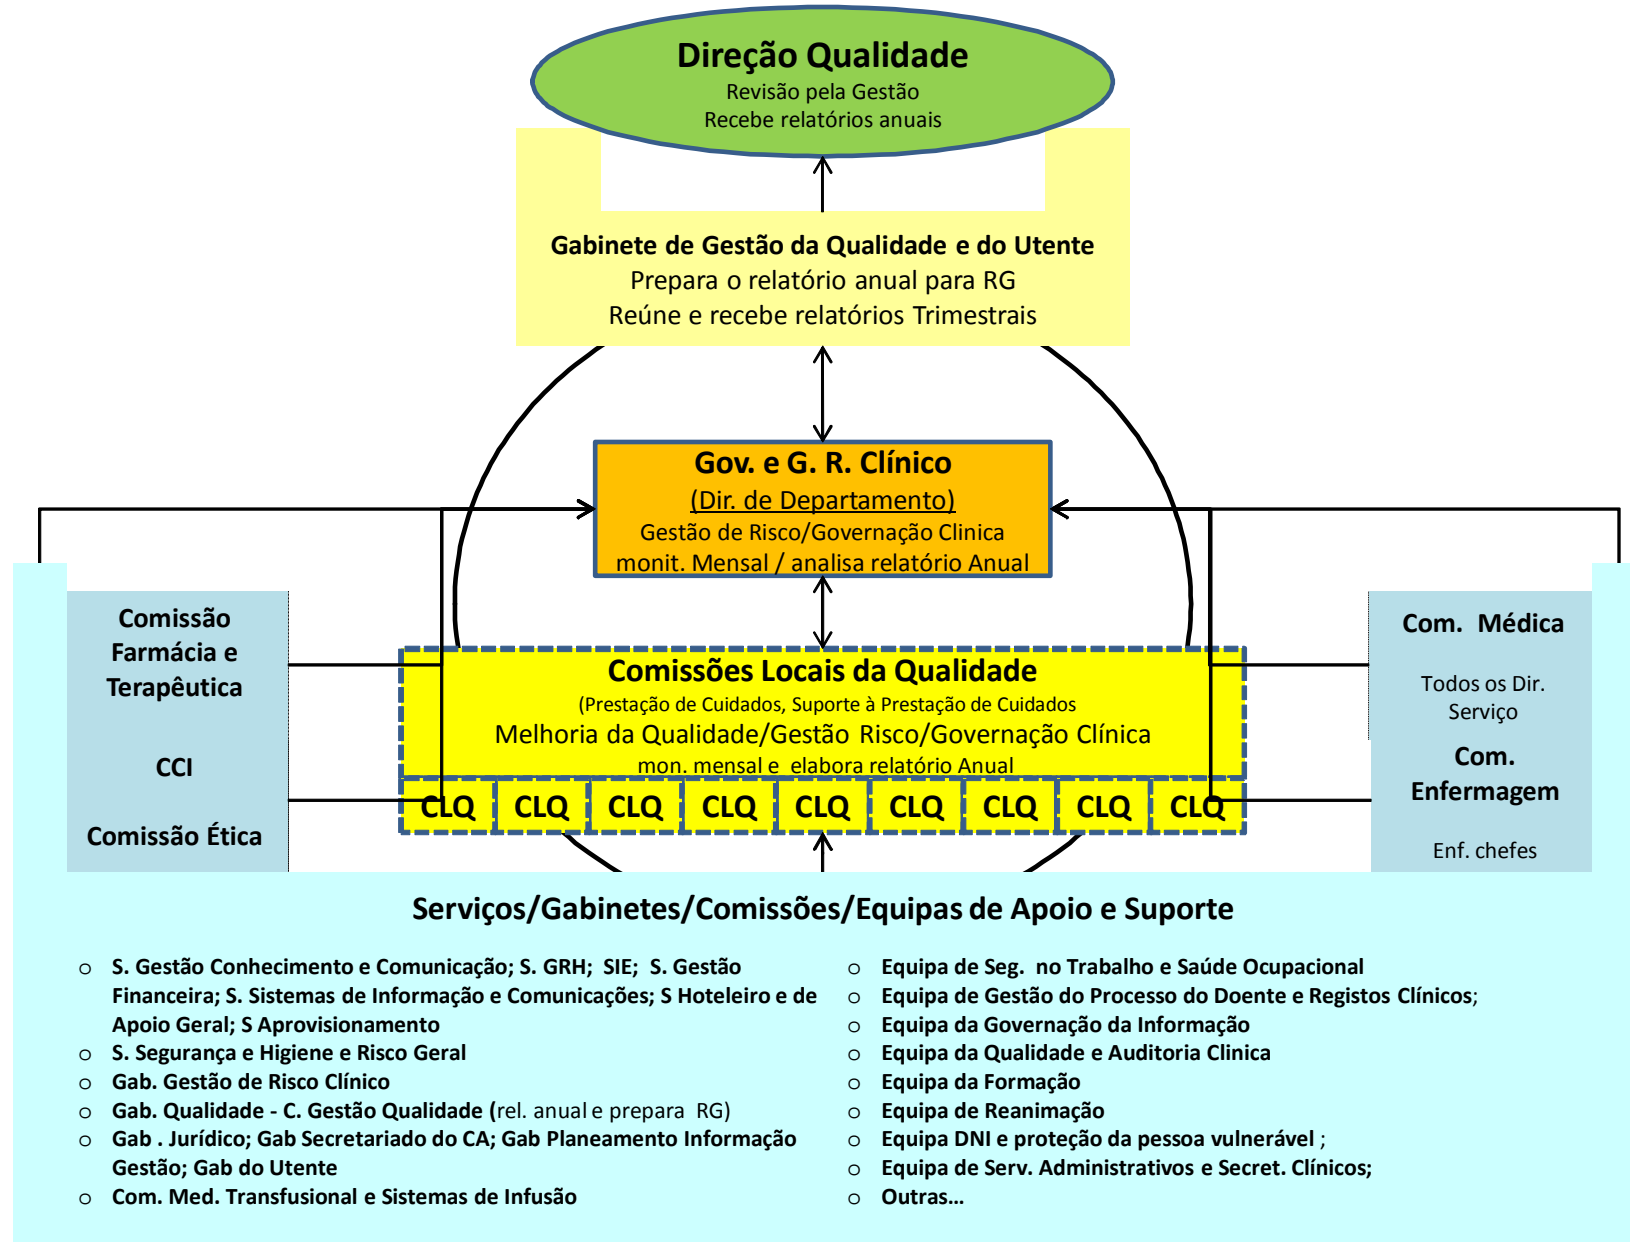 Direção Qualidade
Revisão pela Gestão
Recebe relatórios anuais
Gabinete de Gestão da Qualidade e do Utente
Prepara o relatório anual para RG
Reúne e recebe relatórios Trimestrais
Gov. e G. R. Clínico
(Dir. de Departamento)
Gestão de Risco/Governação Clinica
monit. Mensal / analisa relatório Anual
Comissão
Farmácia e
Terapêutica
CCI
Comissão Ética
Comissões Locais da Qualidade
(Prestação de Cuidados, Suporte à Prestação de Cuidados
Melhoria da Qualidade/Gestão Risco/Governação Clínica
mon. mensal e elabora relatório Anual
CLQ CLQ CLQ CLQ CLQ CLQ CLQ CLQ CLQ
Com. Médica
Todos os Dir.
Serviço
Com.
Enfermagem
Enf. chefes
Serviços/Gabinetes/Comissões/Equipas de Apoio e Suporte
o S. Gestão Conhecimento e Comunicação; S. GRH; SIE; S. Gestão
Financeira; S. Sistemas de Informação e Comunicações; S Hoteleiro e de
Apoio Geral; S Aprovisionamento
o S. Segurança e Higiene e Risco Geral
o Gab. Gestão de Risco Clínico
o Gab. Qualidade - C. Gestão Qualidade (rel. anual e prepara RG)
o Gab . Jurídico; Gab Secretariado do CA; Gab Planeamento Informação
Gestão; Gab do Utente
o Com. Med. Transfusional e Sistemas de Infusão
o Equipa de Seg. no Trabalho e Saúde Ocupacional
o Equipa de Gestão do Processo do Doente e Registos Clínicos;
o Equipa da Governação da Informação
o Equipa da Qualidade e Auditoria Clinica
o Equipa da Formação
o Equipa de Reanimação
o Equipa DNI e proteção da pessoa vulnerável ;
o Equipa de Serv. Administrativos e Secret. Clínicos;
o Outras…